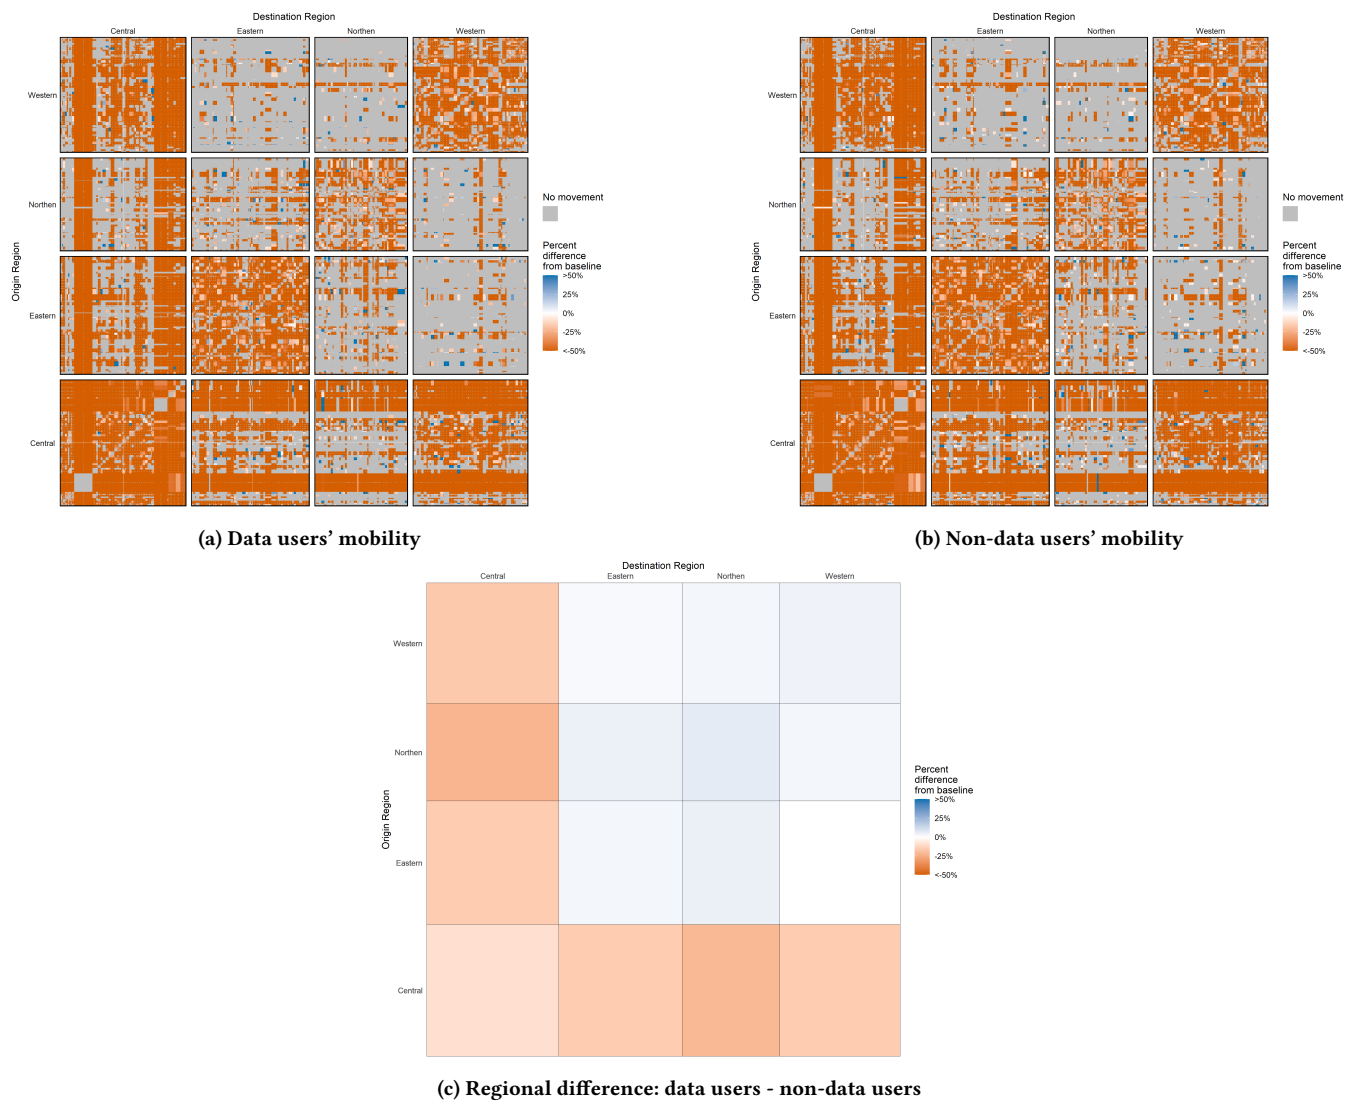 Destination Region
Central Eastern Northen Western
Western
Northen
Eastern
Central
Origin Region
No movement
Percent
difference
from baseline
>50%
25%
0%
-25%
<-50%
(a) Data users’ mobility
Destination Region
Central Eastern Northen Western
Western
Northen
Eastern
Central
Origin Region
No movement
Percent
difference
from baseline
>50%
25%
0%
-25%
<-50%
(b) Non-data users’ mobility
Destination Region
Central Eastern Northen Western
Western
Northen
Eastern
Central
Origin Region
Percent
difference
from baseline
>50%
25%
0%
-25%
<-50%
(c) Regional difference: data users - non-data users